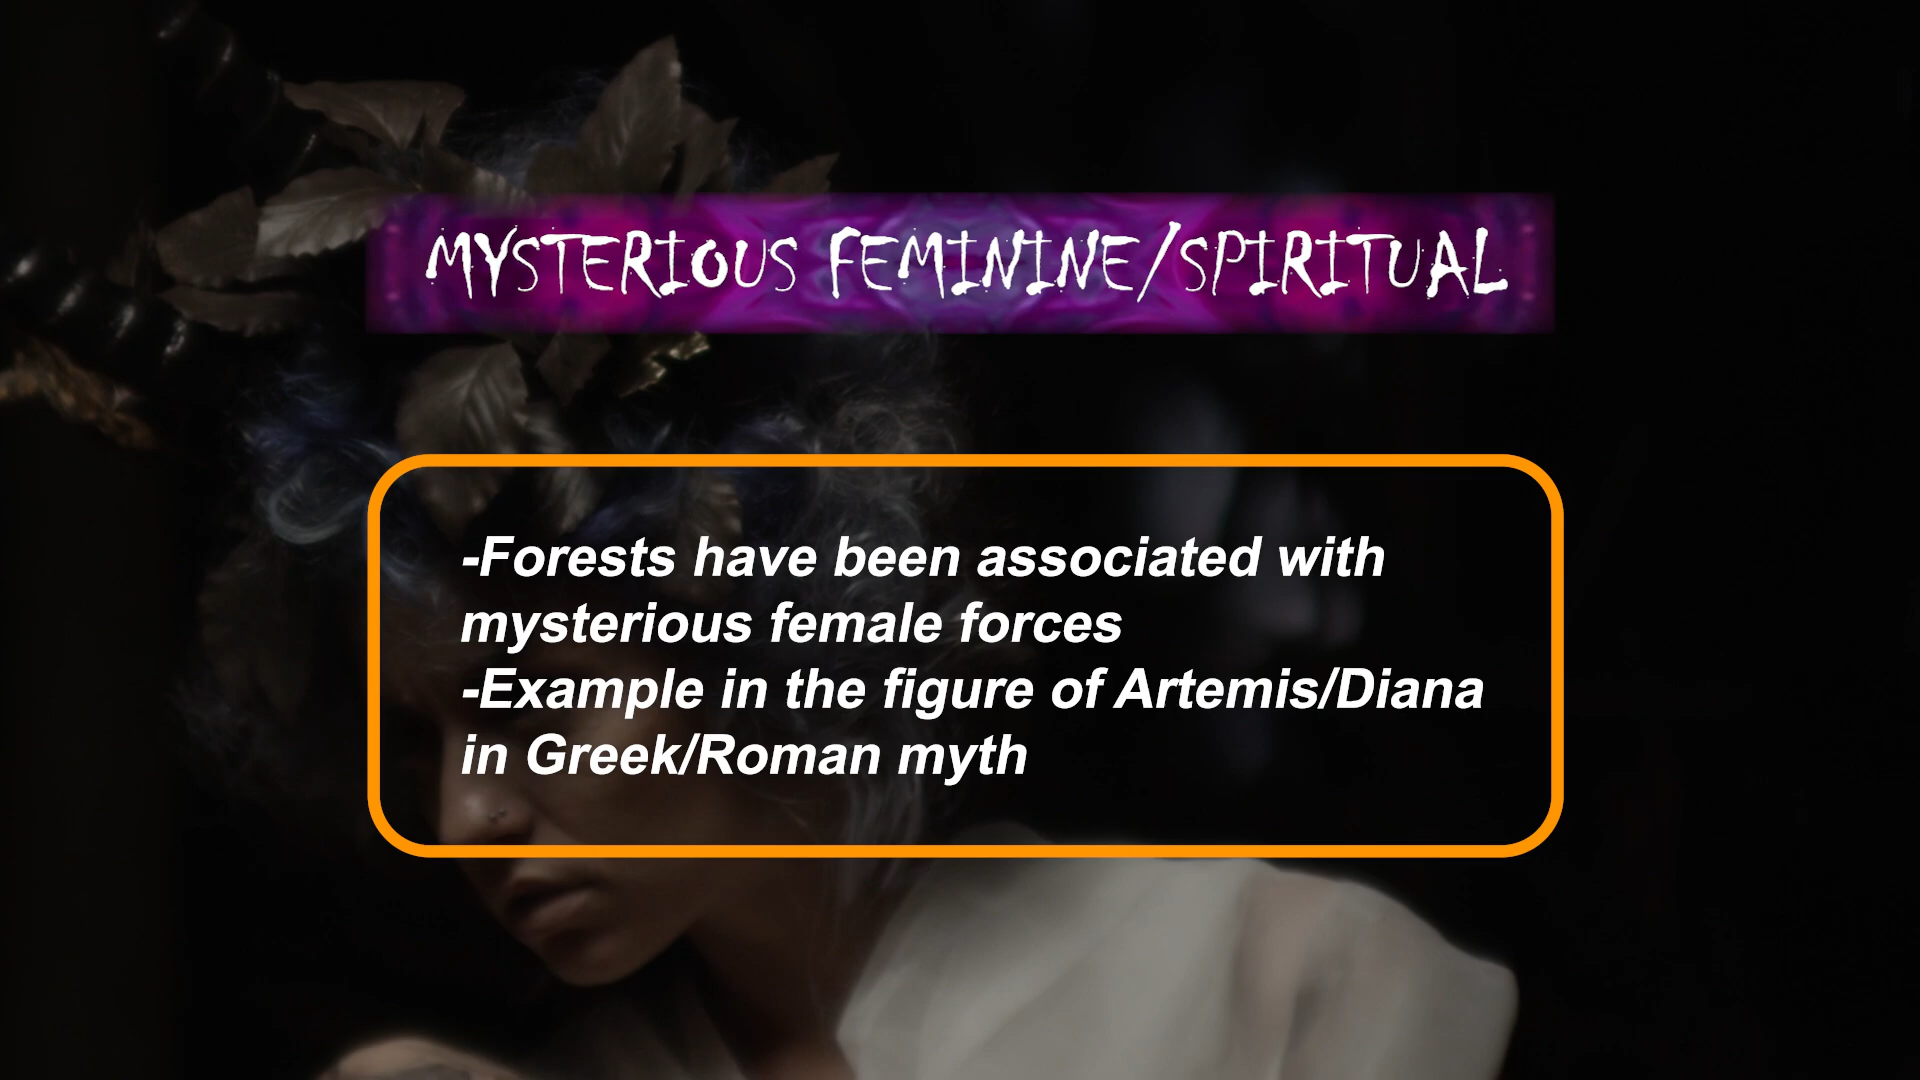 MYSTERIOUS FEMININE/SPIRITUAL
-Forests have been associated with
mysterious female forces
-Example in the figure of Artemis/Diana
in Greek/Roman myth